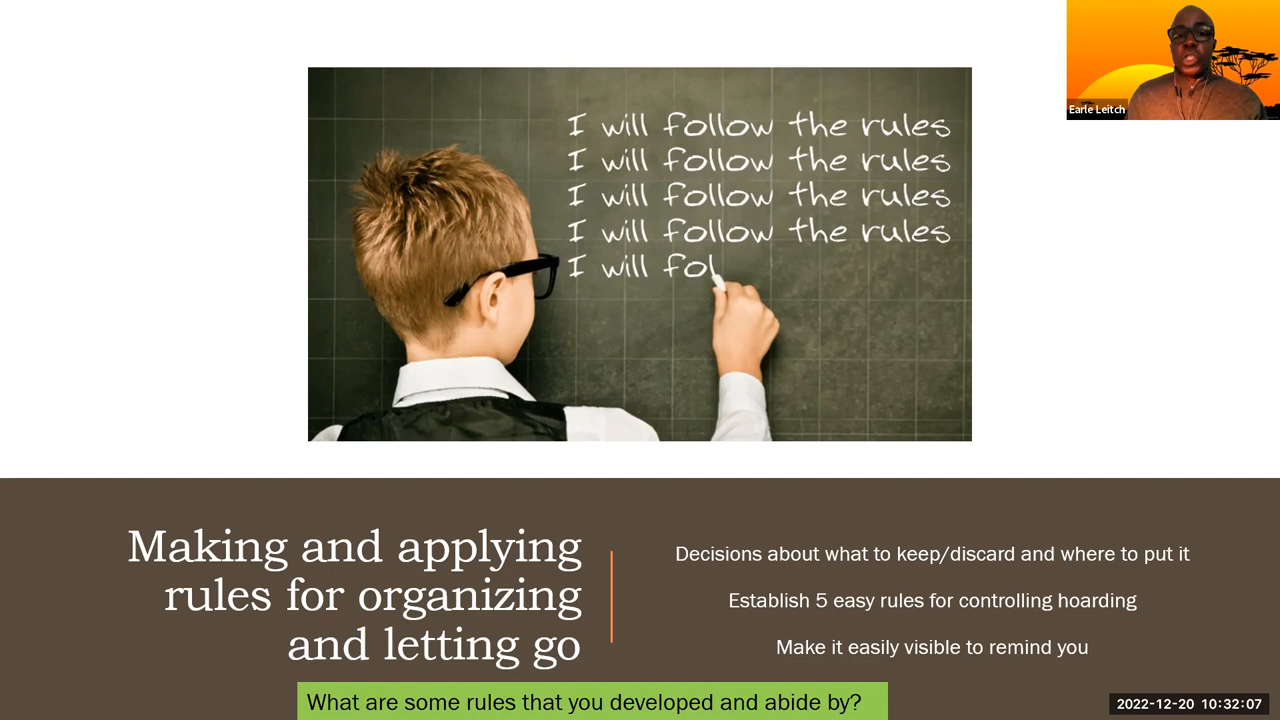 Earle Leitch
I will follow the rules
I will follow the rules
I will follow the rules
I will follow the rules
I will fol
Making and applying
rules for organizing
and letting go
Decisions about what to keep/discard and where to put it
Establish 5 easy rules for controlling hoarding
Make it easily visible to remind you
What are some rules that you developed and abide by?
2022-12-20 10:32:07